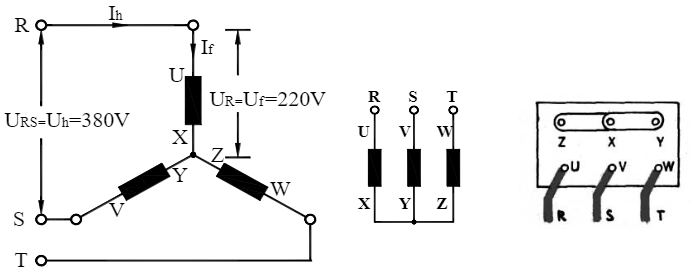 R Ih
If
U
UR=Uf=220V
URS=Uh=380V
X
Y Z
V W
S
T
R S T
U V W
X Y Z
Z X Y
U V W
R S T